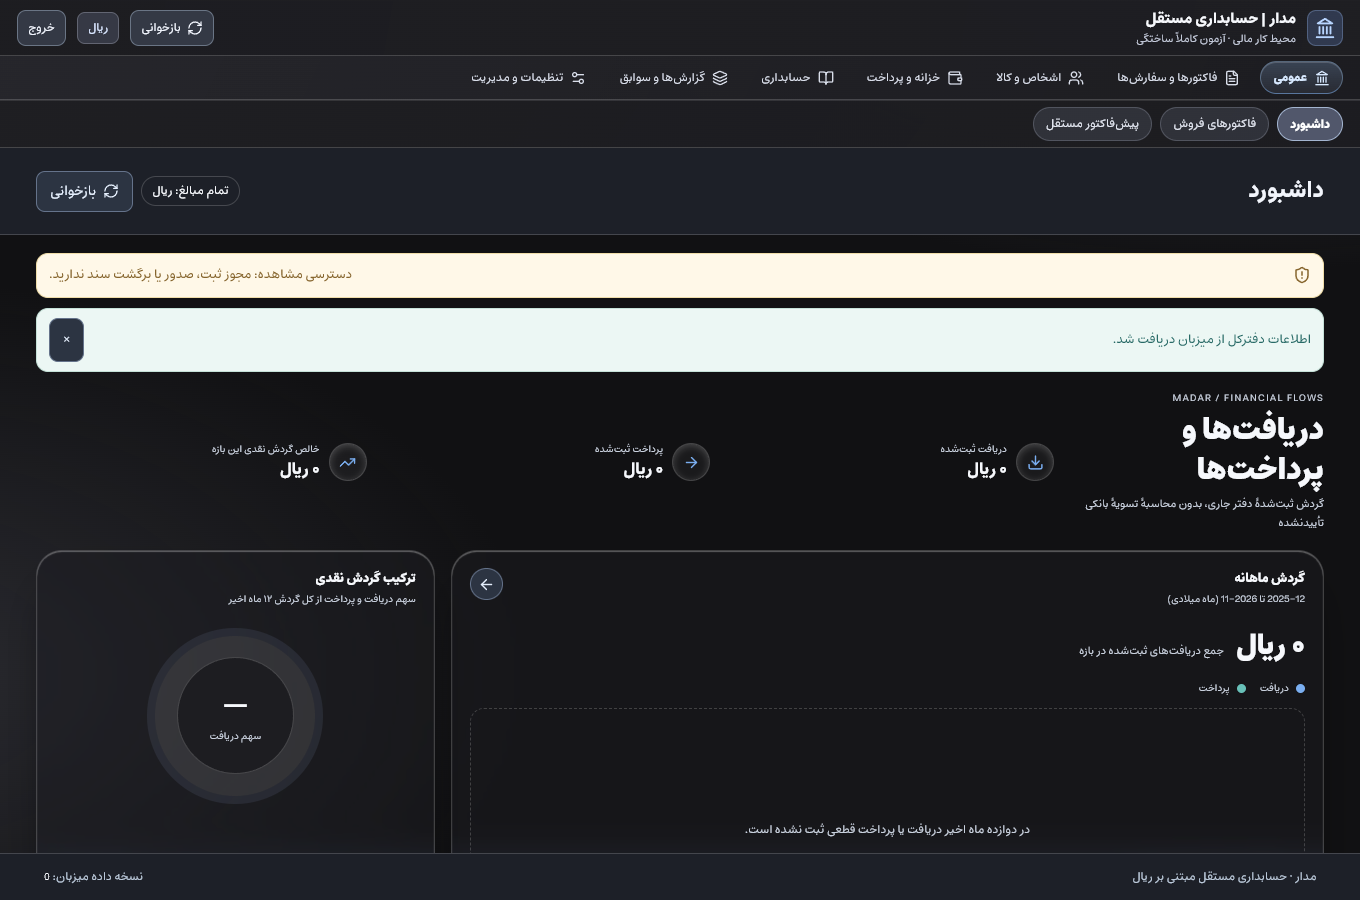 مدار | حسابداری مستقل
محیط کار مالی · آزمون کاملاً ساختگی
بازخوانی
ریال
خروج
عمومی
فاکتورها و سفارش‌ها
اشخاص و کالا
خزانه و پرداخت
حسابداری
گزارش‌ها و سوابق
تنظیمات و مدیریت
داشبورد
فاکتورهای فروش
پیش‌فاکتور مستقل
داشبورد
تمام مبالغ: ریال
بازخوانی
دسترسی مشاهده: مجوز ثبت، صدور یا برگشت سند ندارید.
اطلاعات دفترکل از میزبان دریافت شد.
×
MADAR / FINANCIAL FLOWS
دریافت‌ها و
پرداخت‌ها
گردش ثبت‌شدهٔ دفتر جاری، بدون محاسبهٔ تسویهٔ بانکی
تأییدنشده
دریافت ثبت‌شده
۰ ریال
پرداخت ثبت‌شده
۰ ریال
خالص گردش نقدی این بازه
۰ ریال
گردش ماهانه
2025-12 تا 2026-11 (ماه میلادی)
۰ ریال
جمع دریافت‌های ثبت‌شده در بازه
دریافت
پرداخت
در دوازده ماه اخیر دریافت یا پرداخت قطعی ثبت نشده است.
ترکیب گردش نقدی
سهم دریافت و پرداخت از کل گردش ۱۲ ماه اخیر
—
سهم دریافت
مدار · حسابداری مستقل مبتنی بر ریال
نسخه داده میزبان: 0